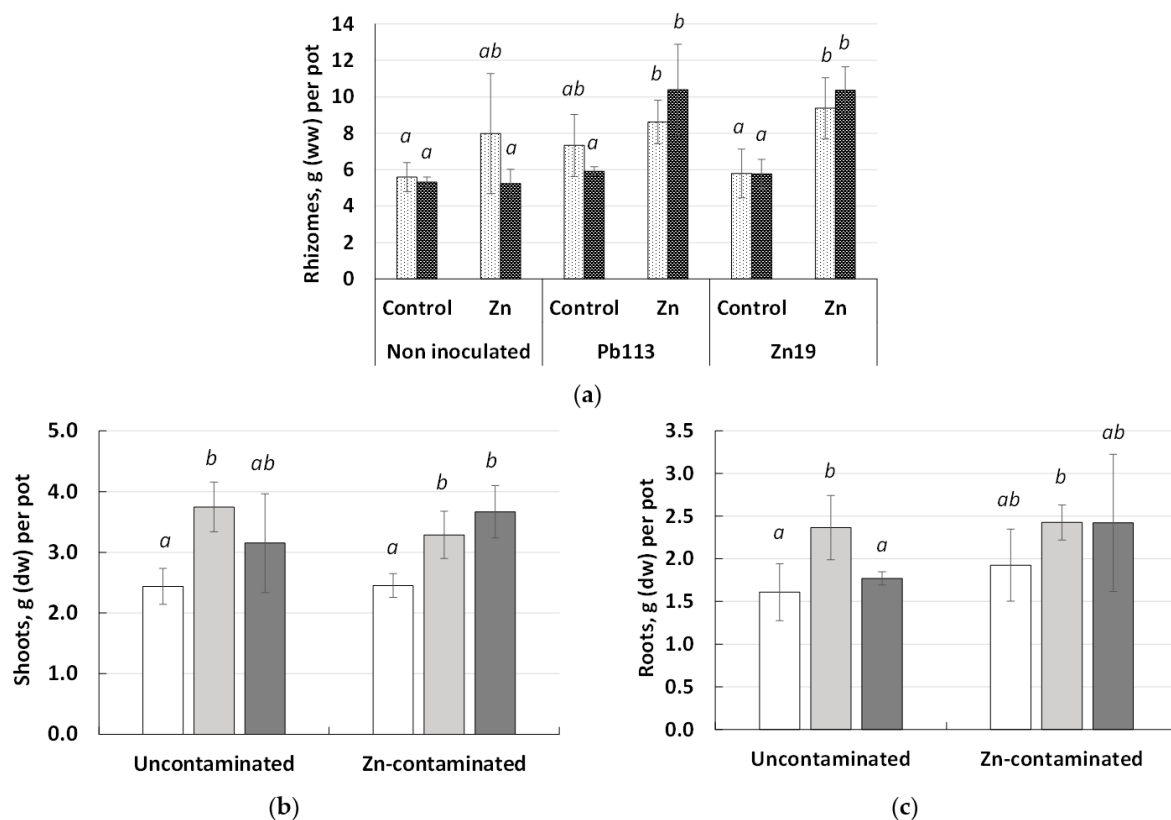 Rhizomes, g (ww) per pot
14
12
10
8
6
4
2
0
a
a
ab
a
ab
a
b
b
a
a
b
b
Control Zn Control Zn Control Zn
Non inoculated Pb113 Zn19
(a)
Shoots, g (dw) per pot
5.0
4.0
3.0
2.0
1.0
0.0
a
b
ab
a
b
b
Uncontaminated Zn-contaminated
(b)
Roots, g (dw) per pot
3.5
3.0
2.5
2.0
1.5
1.0
0.5
0.0
a
b
a
ab
b
ab
Uncontaminated Zn-contaminated
(c)